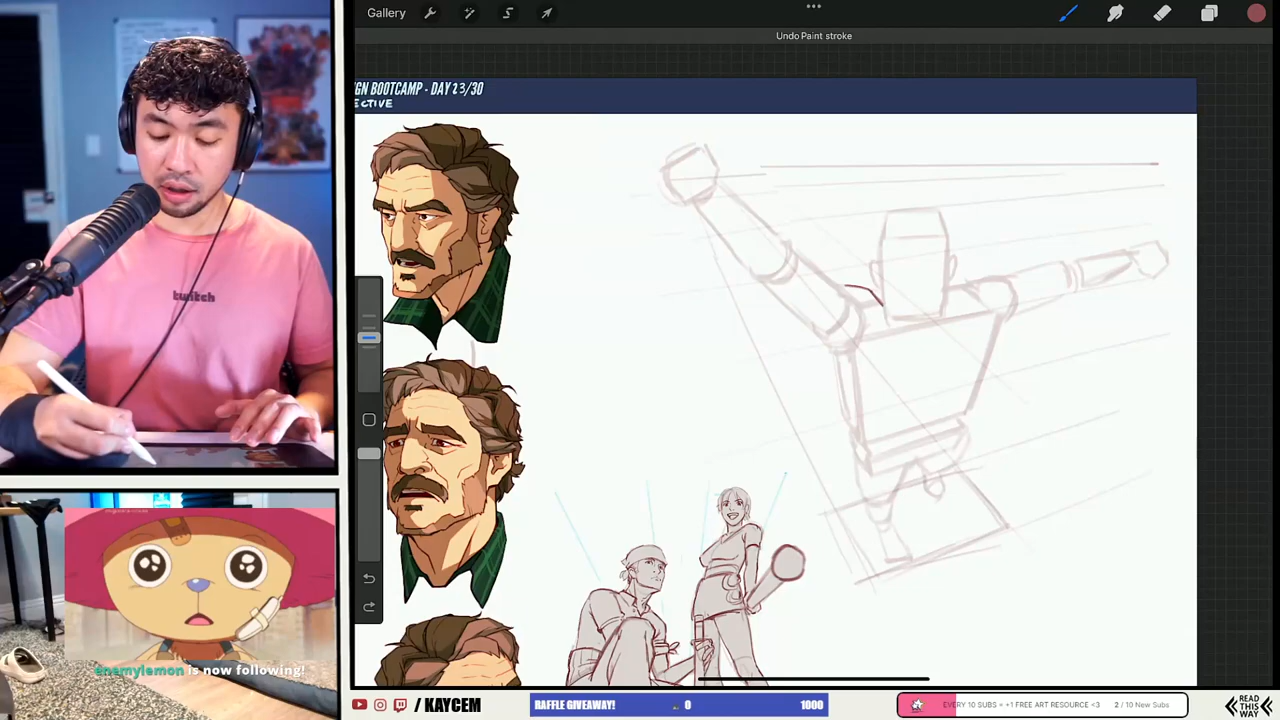 Gallery
Undo Paint stroke
GN BOOTCAMP - DAY 23/30
ECTIVE
twitch
enemylemon is now following!
/ KAYCEM
RAFFLE GIVEAWAY!
0
1000
EVERY 10 SUBS = +1 FREE ART RESOURCE <3
2 / 10 New Subs
READ
THIS
WAY